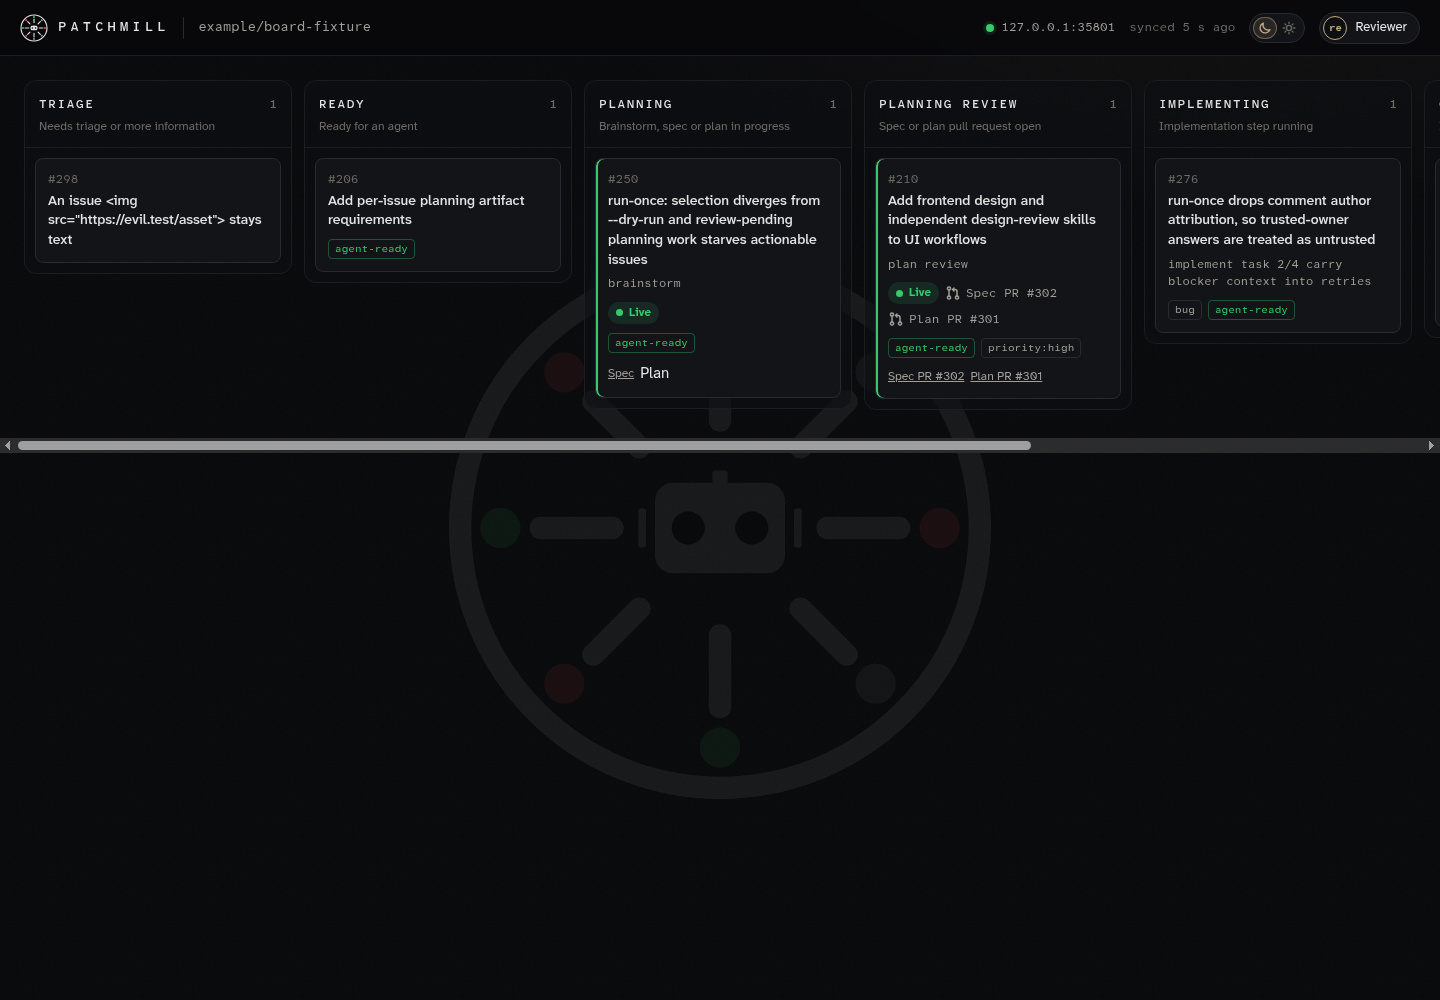 PATCHMILL
example/board-fixture
127.0.0.1:35801
synced 5 s ago
re
Reviewer
TRIAGE
1
Needs triage or more information
#298
An issue <img
src="https://evil.test/asset"> stays
text
READY
1
Ready for an agent
#206
Add per-issue planning artifact
requirements
agent-ready
PLANNING
1
Brainstorm, spec or plan in progress
#250
run-once: selection diverges from
--dry-run and review-pending
planning work starves actionable
issues
brainstorm
Live
agent-ready
Spec Plan
PLANNING REVIEW
1
Spec or plan pull request open
#210
Add frontend design and
independent design-review skills
to UI workflows
plan review
Live Spec PR #302
Plan PR #301
agent-ready priority:high
Spec PR #302 Plan PR #301
IMPLEMENTING
1
Implementation step running
#276
run-once drops comment author
attribution, so trusted-owner
answers are treated as untrusted
implement task 2/4 carry
blocker context into retries
bug agent-ready